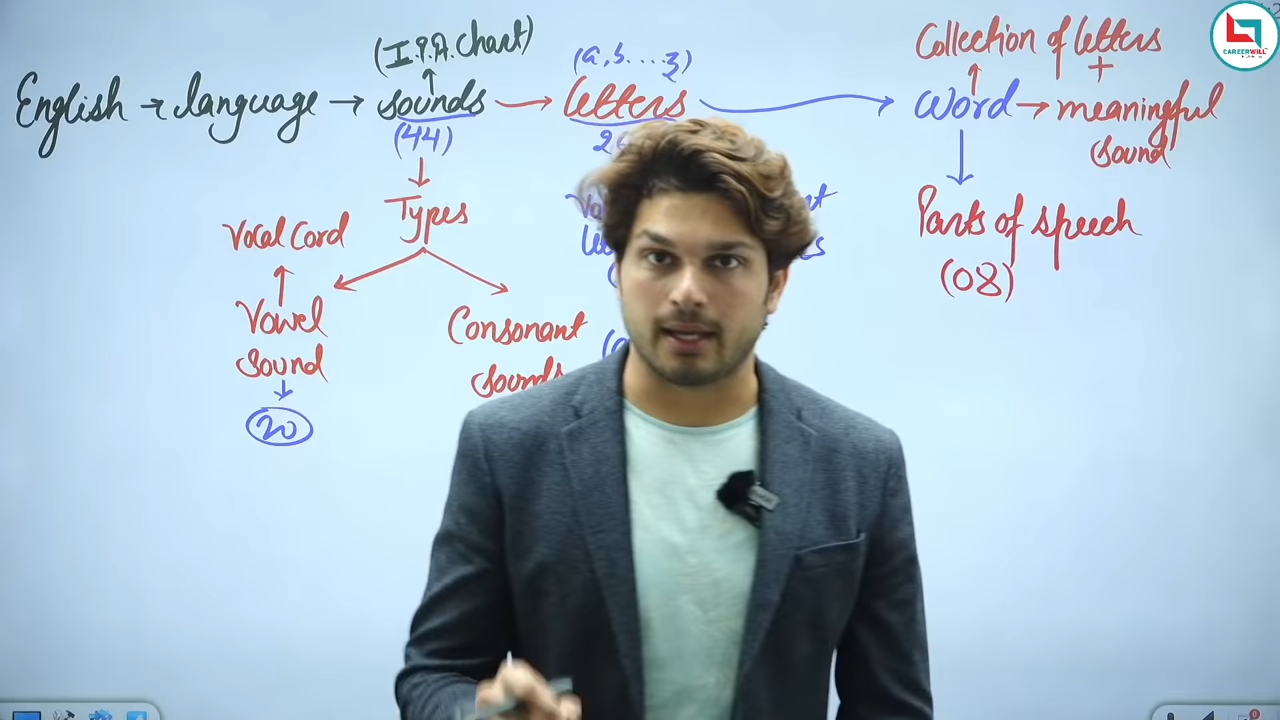 (I.P.A. Chart)
(a, b....z)
Collection of letters
+
English → language → sounds → letters → Word → meaningful
sound
(44)
Types
Vocal Cord
Vowel
Sound
20
Consonant
sounds
Parts of speech
(08)
CAREERWILL